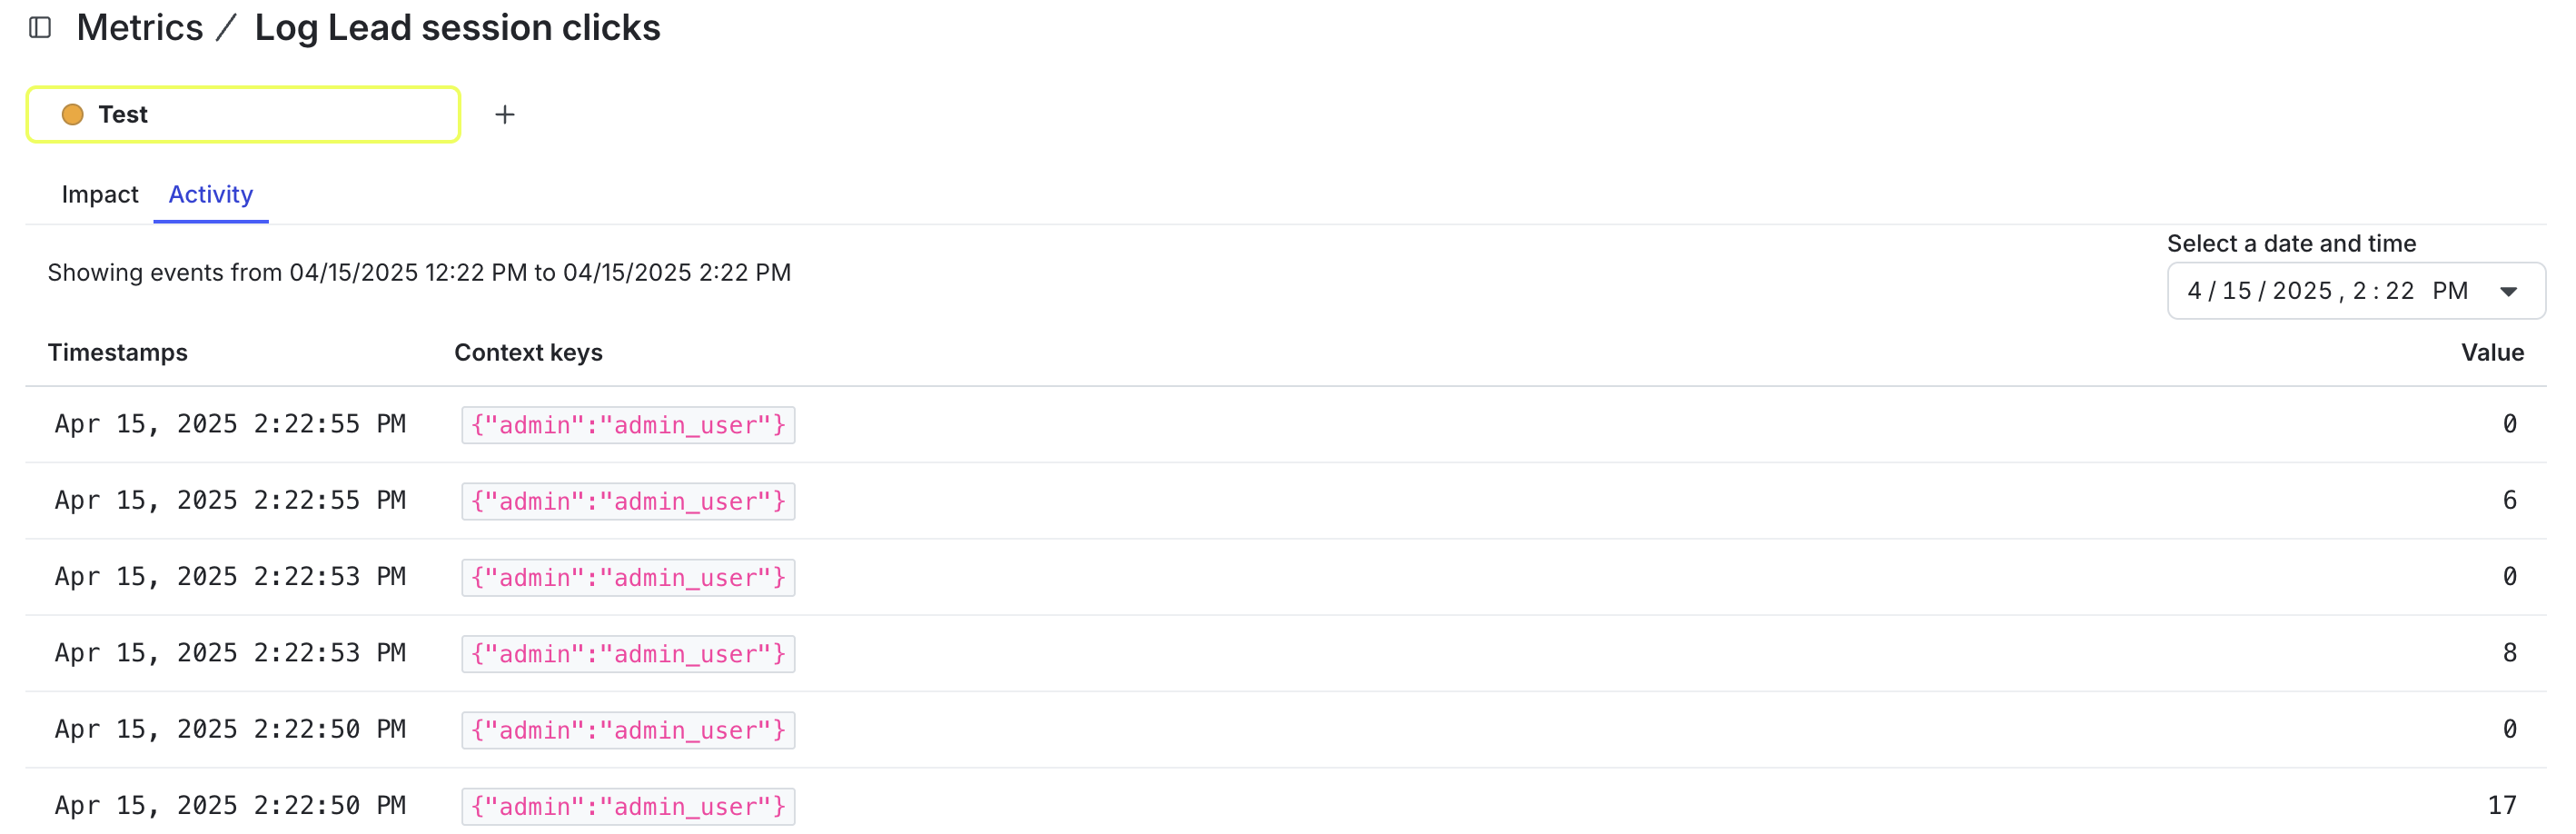 Metrics / Log Lead session clicks
Test +
Impact Activity
Select a date and time
Showing events from 04/15/2025 12:22 PM to 04/15/2025 2:22 PM
4 / 15 / 2025 , 2 : 22 PM
Timestamps Context keys Value
Apr 15, 2025 2:22:55 PM {"admin":"admin_user"} 0
Apr 15, 2025 2:22:55 PM {"admin":"admin_user"} 6
Apr 15, 2025 2:22:53 PM {"admin":"admin_user"} 0
Apr 15, 2025 2:22:53 PM {"admin":"admin_user"} 8
Apr 15, 2025 2:22:50 PM {"admin":"admin_user"} 0
Apr 15, 2025 2:22:50 PM {"admin":"admin_user"} 17